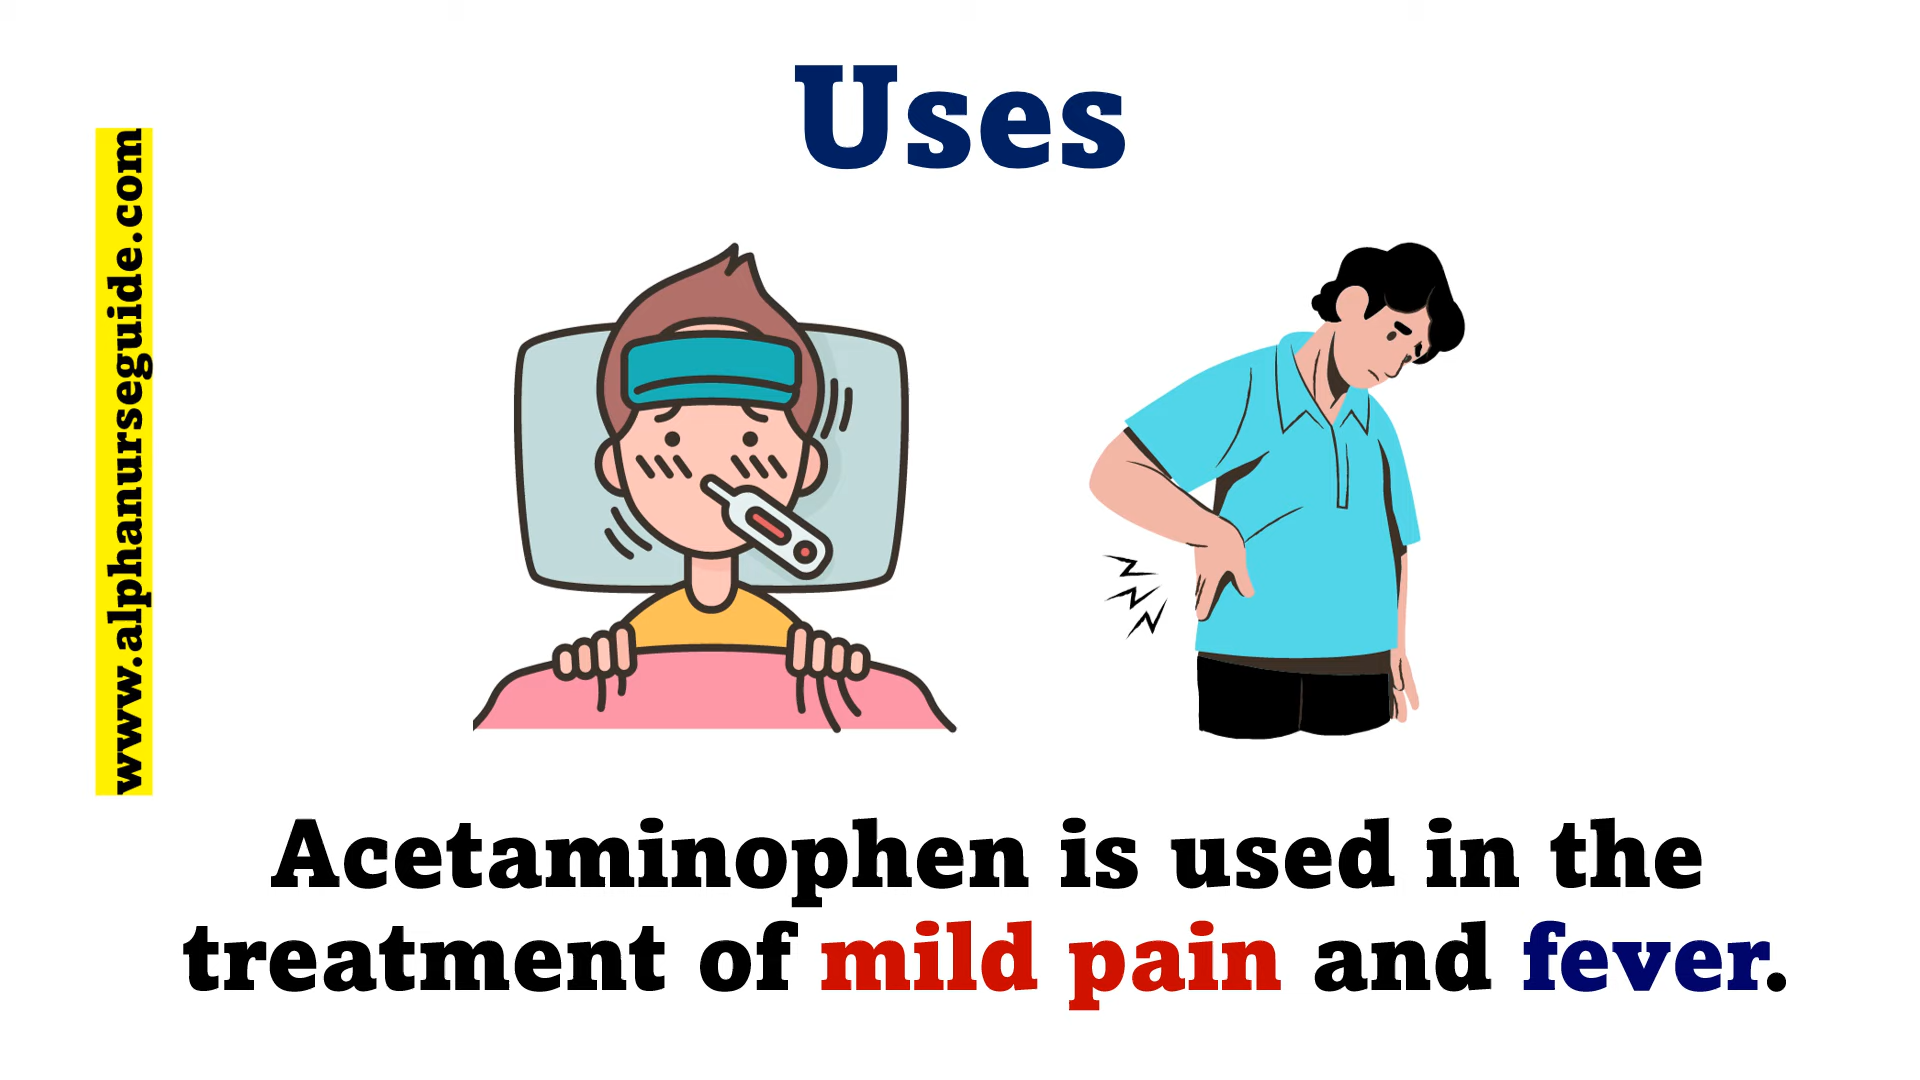 Uses
www.alphanurseguide.com
Acetaminophen is used in the
treatment of mild pain and fever.